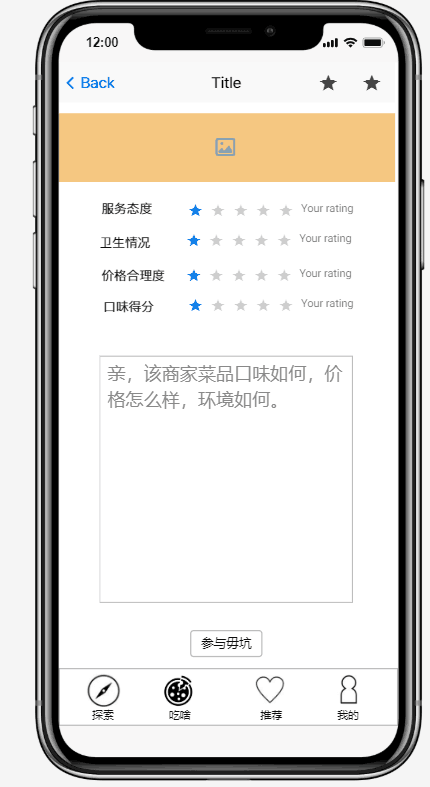 12:00
Back Title
服务态度 Your rating
卫生情况 Your rating
价格合理度 Your rating
口味得分 Your rating
亲，该商家菜品口味如何，价
格怎么样，环境如何。
参与毋坑
探索 吃啥 推荐 我的